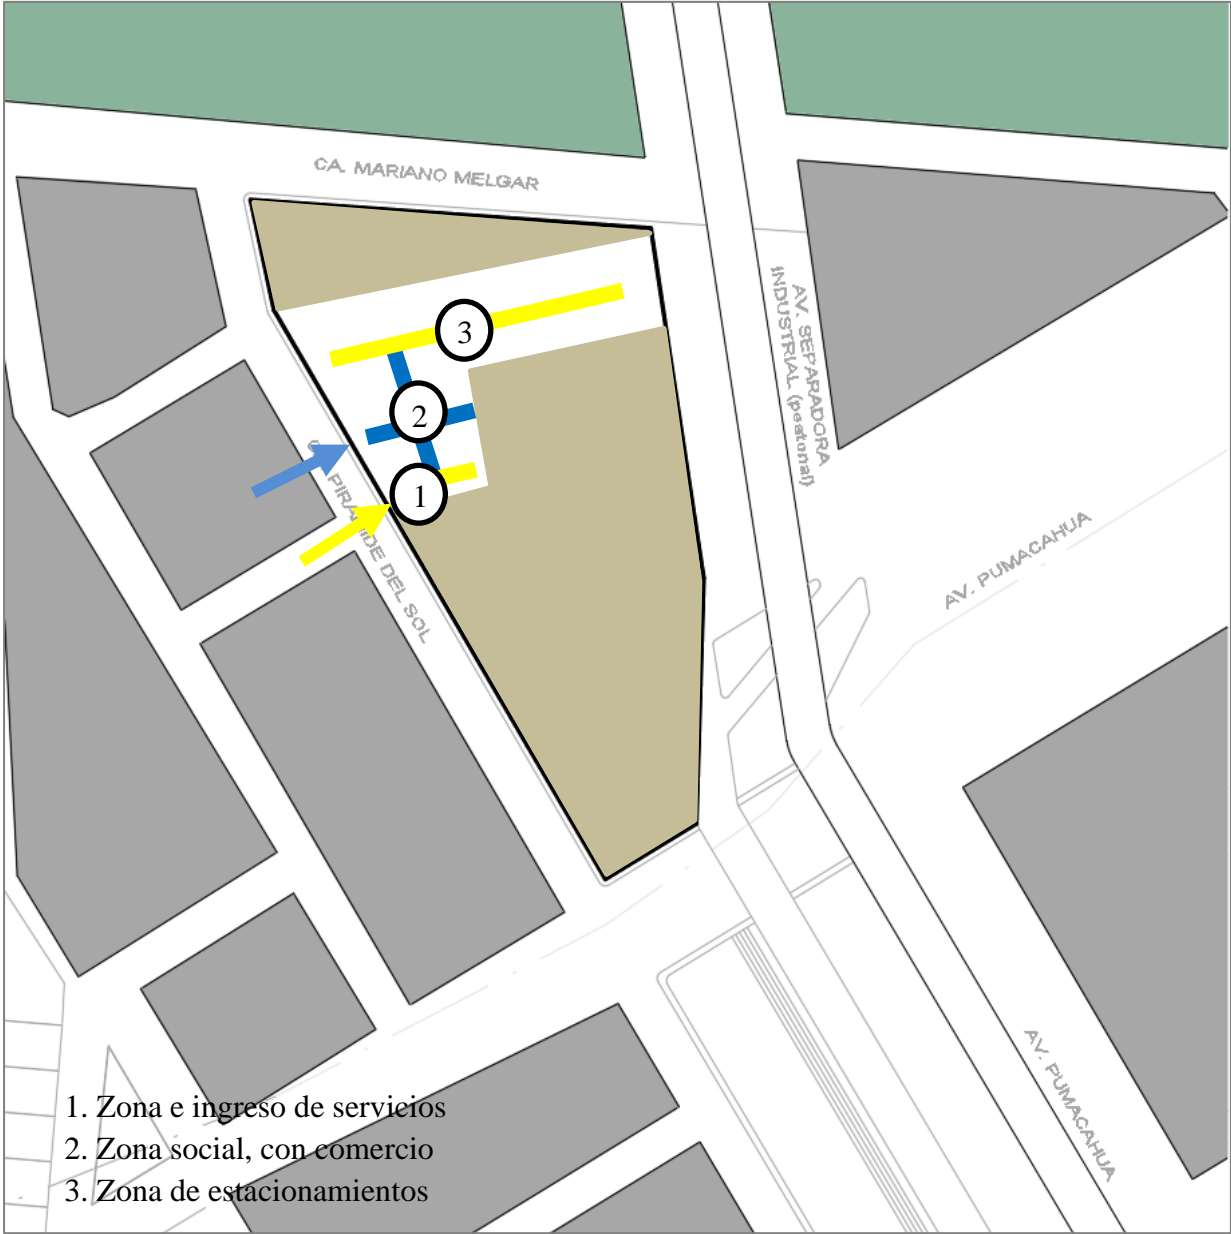 CA. MARIANO MELGAR
AV. SEPARADORA
INDUSTRIAL (peatonal)
3
2
1
DEL SOL
AV. PUMACAHUA
AV. PUMACAHUA
1. Zona e ingreso de servicios
2. Zona social, con comercio
3. Zona de estacionamientos